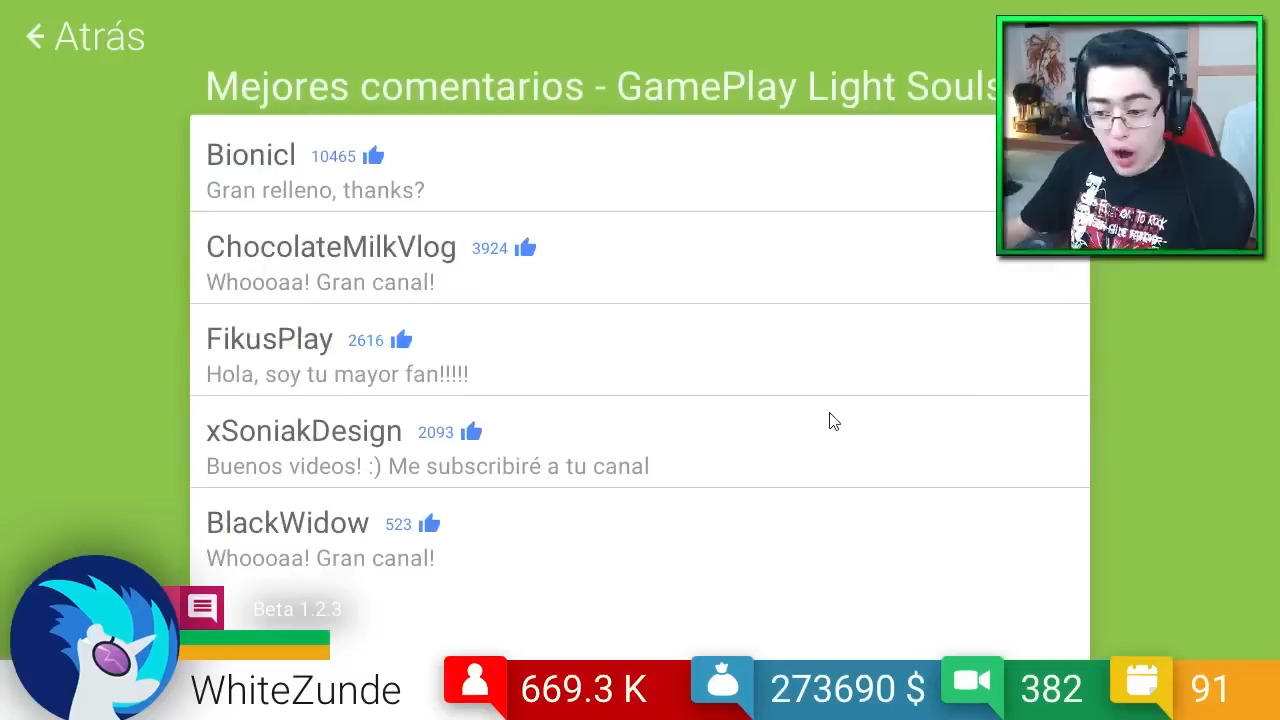 Atrás
Mejores comentarios - GamePlay Light Souls
Bionicl 10465
Gran relleno, thanks?
ChocolateMilkVlog 3924
Whoooaa! Gran canal!
FikusPlay 2616
Hola, soy tu mayor fan!!!!!
xSoniakDesign 2093
Buenos videos! :) Me subscribiré a tu canal
BlackWidow 523
Whoooaa! Gran canal!
Beta 1.2.3
WhiteZunde 669.3 K 273690 $ 382 91